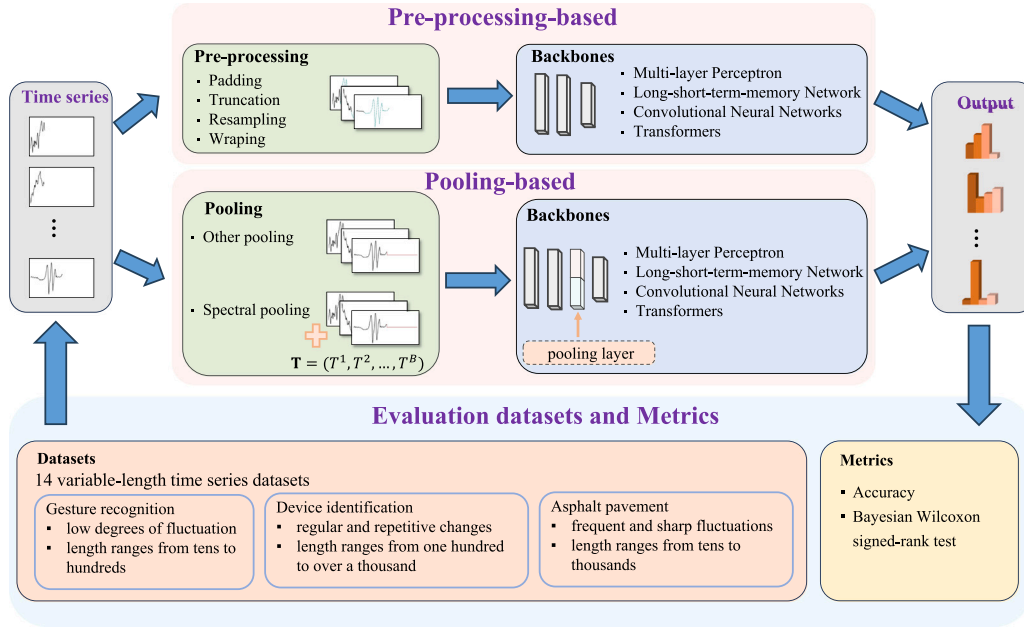 Pre-processing-based
Time series
Pre-processing
▪ Padding
▪ Truncation
▪ Resampling
▪ Wraping
Backbones
▪ Multi-layer Perceptron
▪ Long-short-term-memory Network
▪ Convolutional Neural Networks
▪ Transformers
Output
Pooling-based
Pooling
▪ Other pooling
▪ Spectral pooling
T = (T¹, T², ..., Tᴮ)
Backbones
▪ Multi-layer Perceptron
▪ Long-short-term-memory Network
▪ Convolutional Neural Networks
▪ Transformers
pooling layer
Evaluation datasets and Metrics
Datasets
14 variable-length time series datasets
Gesture recognition
▪ low degrees of fluctuation
▪ length ranges from tens to
hundreds
Device identification
▪ regular and repetitive changes
▪ length ranges from one hundred
to over a thousand
Asphalt pavement
▪ frequent and sharp fluctuations
▪ length ranges from tens to
thousands
Metrics
▪ Accuracy
▪ Bayesian Wilcoxon
signed-rank test